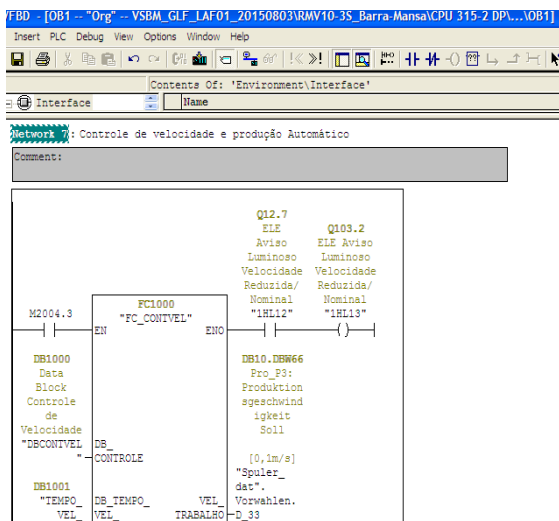 /FBD - [OB1 -- "Org" -- VSBM_GLF_LAF01_20150803\RMV10-3S_Barra-Mansa\CPU 315-2 DP\...\OB1]
Insert PLC Debug View Options Window Help
Contents Of: 'Environment\Interface'
Interface
Name
Network 7: Controle de velocidade e produção Automático
Comment:
Q12.7
ELE
Aviso
Luminoso
Velocidade
Reduzida/
Nominal
"1HL12"
Q103.2
ELE Aviso
Luminoso
Velocidade
Reduzida/
Nominal
"1HL13"
M2004.3
FC1000
"FC_CONTVEL"
EN
ENO
DB1000
Data
Block
Controle
de
Velocidade
"DBCONTVEL
"
DB_
CONTROLE
DB10.DBW66
Pro_P3:
Produktion
sgeschwind
igkeit
Soll
[0,1m/s]
"Spuler_
dat".
Vorwahlen.
D_33
DB1001
"TEMPO_
VEL_
DB_TEMPO_
VEL_
VEL_
TRABALHO